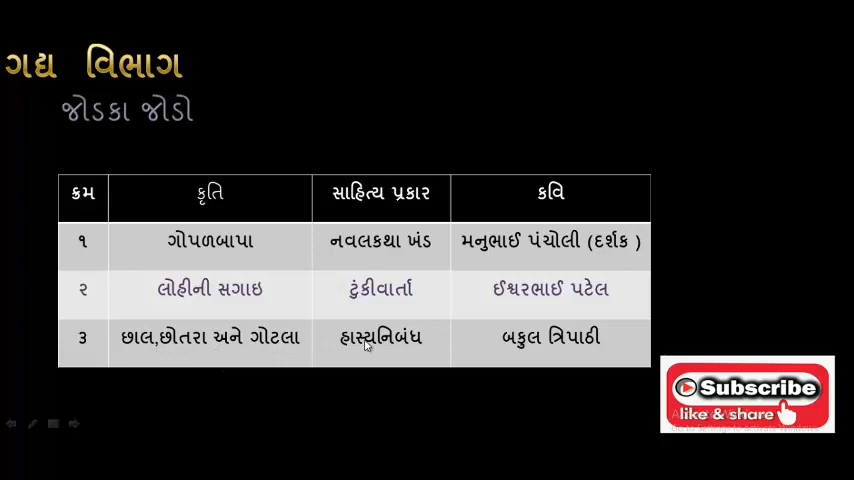 ગદ્ય વિભાગ
જોડકા જોડો
ક્રમ કૃતિ સાહિત્ય પ્રકાર કવિ
૧ ગોપળબાપા નવલકથા ખંડ મનુભાઈ પંચોલી (દર્શક )
૨ લોહીની સગાઇ ટુંકીવાર્તા ઈશ્વરભાઈ પટેલ
૩ છાલ,છોતરા અને ગોટલા હાસ્યનિબંધ બકુલ ત્રિપાઠી
Subscribe
like & share